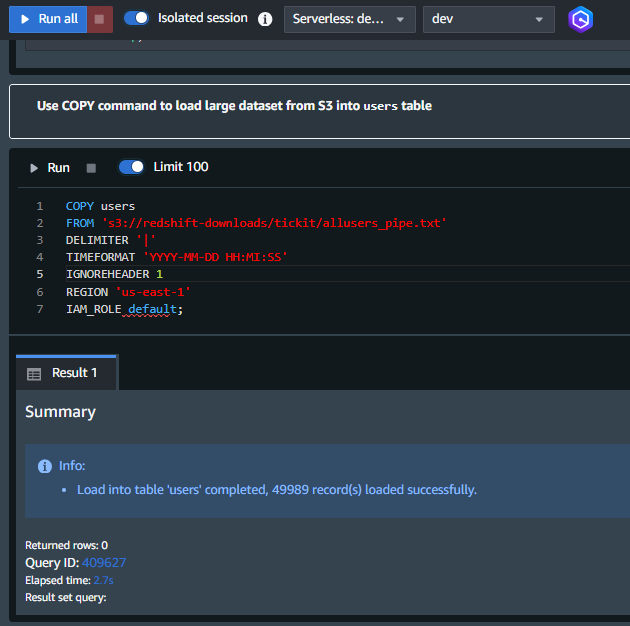 Run all
Isolated session
Serverless: de...
dev
Use COPY command to load large dataset from S3 into users table
Run
Limit 100
1 COPY users
2 FROM 's3://redshift-downloads/tickit/allusers_pipe.txt'
3 DELIMITER '|'
4 TIMEFORMAT 'YYYY-MM-DD HH:MI:SS'
5 IGNOREHEADER 1
6 REGION 'us-east-1'
7 IAM_ROLE default;
Result 1
Summary
Info:
• Load into table 'users' completed, 49989 record(s) loaded successfully.
Returned rows: 0
Query ID: 409627
Elapsed time: 2.7s
Result set query: